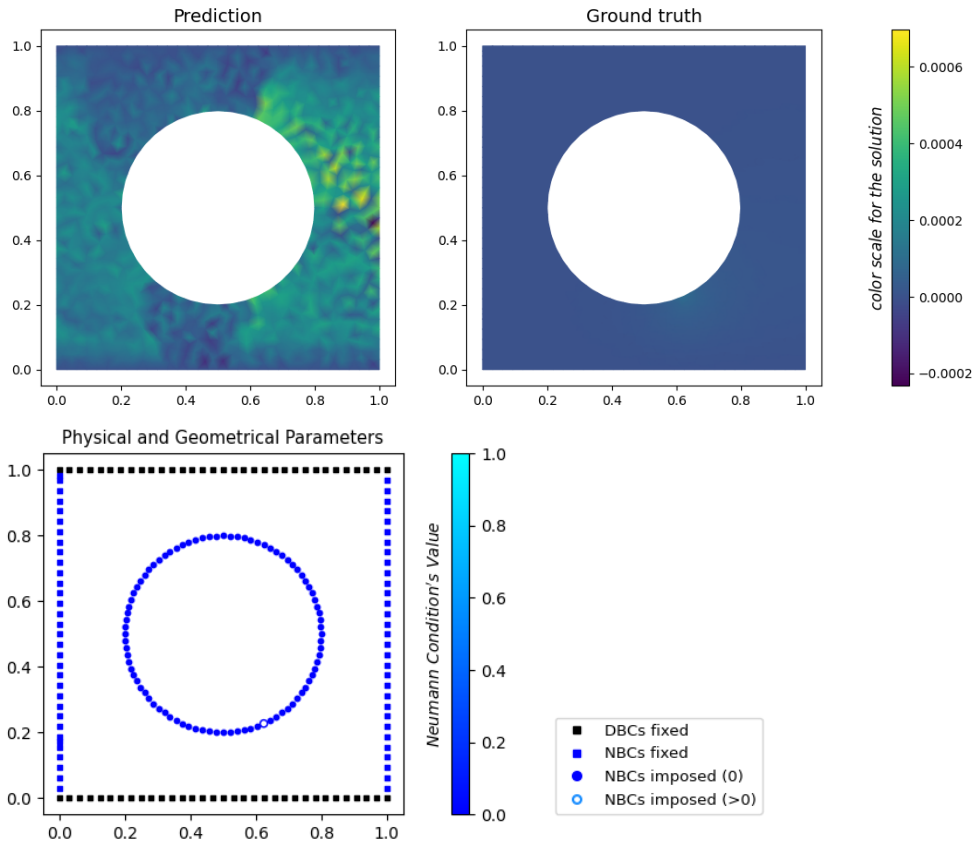 Prediction
Ground truth
1.0
0.8
0.6
0.4
0.2
0.0
0.0 0.2 0.4 0.6 0.8 1.0
1.0
0.8
0.6
0.4
0.2
0.0
0.0 0.2 0.4 0.6 0.8 1.0
0.0006
0.0004
0.0002
0.0000
−0.0002
color scale for the solution
Physical and Geometrical Parameters
1.0
0.8
0.6
0.4
0.2
0.0
0.0 0.2 0.4 0.6 0.8 1.0
Neumann Condition's Value
1.0
0.8
0.6
0.4
0.2
0.0
DBCs fixed
NBCs fixed
NBCs imposed (0)
NBCs imposed (>0)